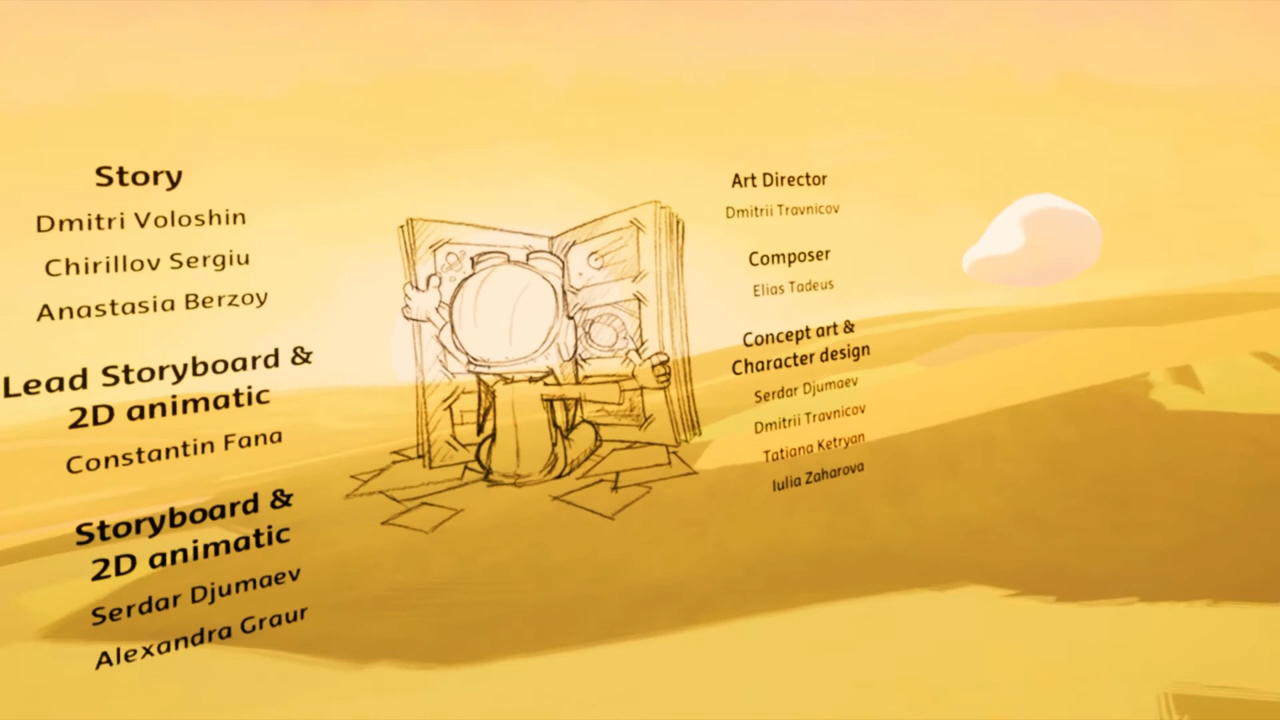 Story
Dmitri Voloshin
Chirillov Sergiu
Anastasia Berzoy
Lead Storyboard &
2D animatic
Constantin Fana
Storyboard &
2D animatic
Serdar Djumaev
Alexandra Graur
Art Director
Dmitrii Travnicov
Composer
Elias Tadeus
Concept art &
Character design
Serdar Djumaev
Dmitrii Travnicov
Tatiana Ketryan
Iulia Zaharova